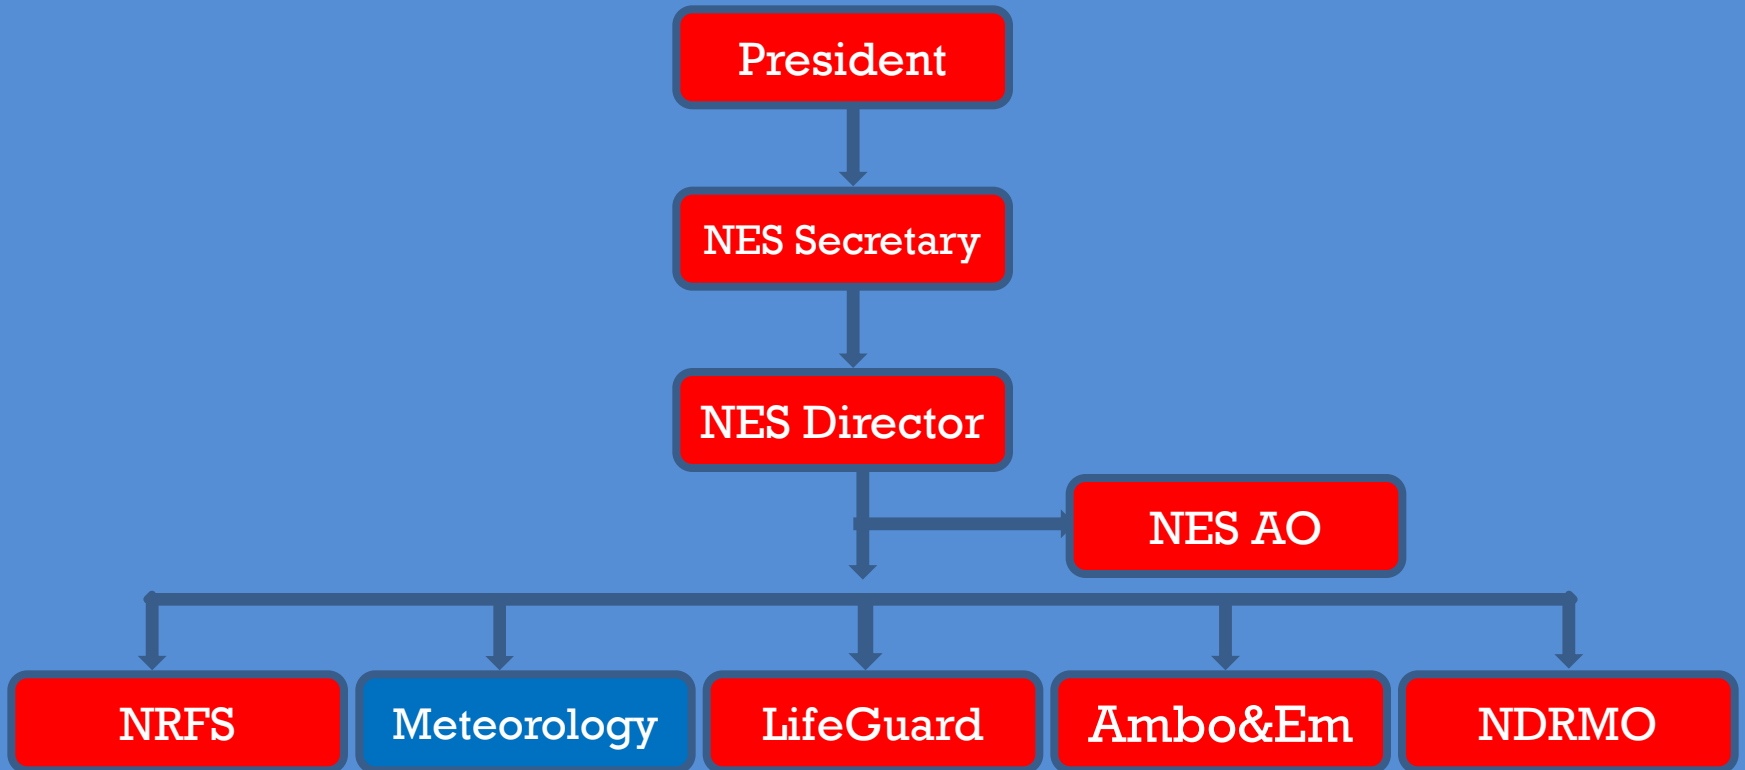 President
NES Secretary
NES Director
NES AO
NRFS
Meteorology
LifeGuard
Ambo&Em
NDRMO